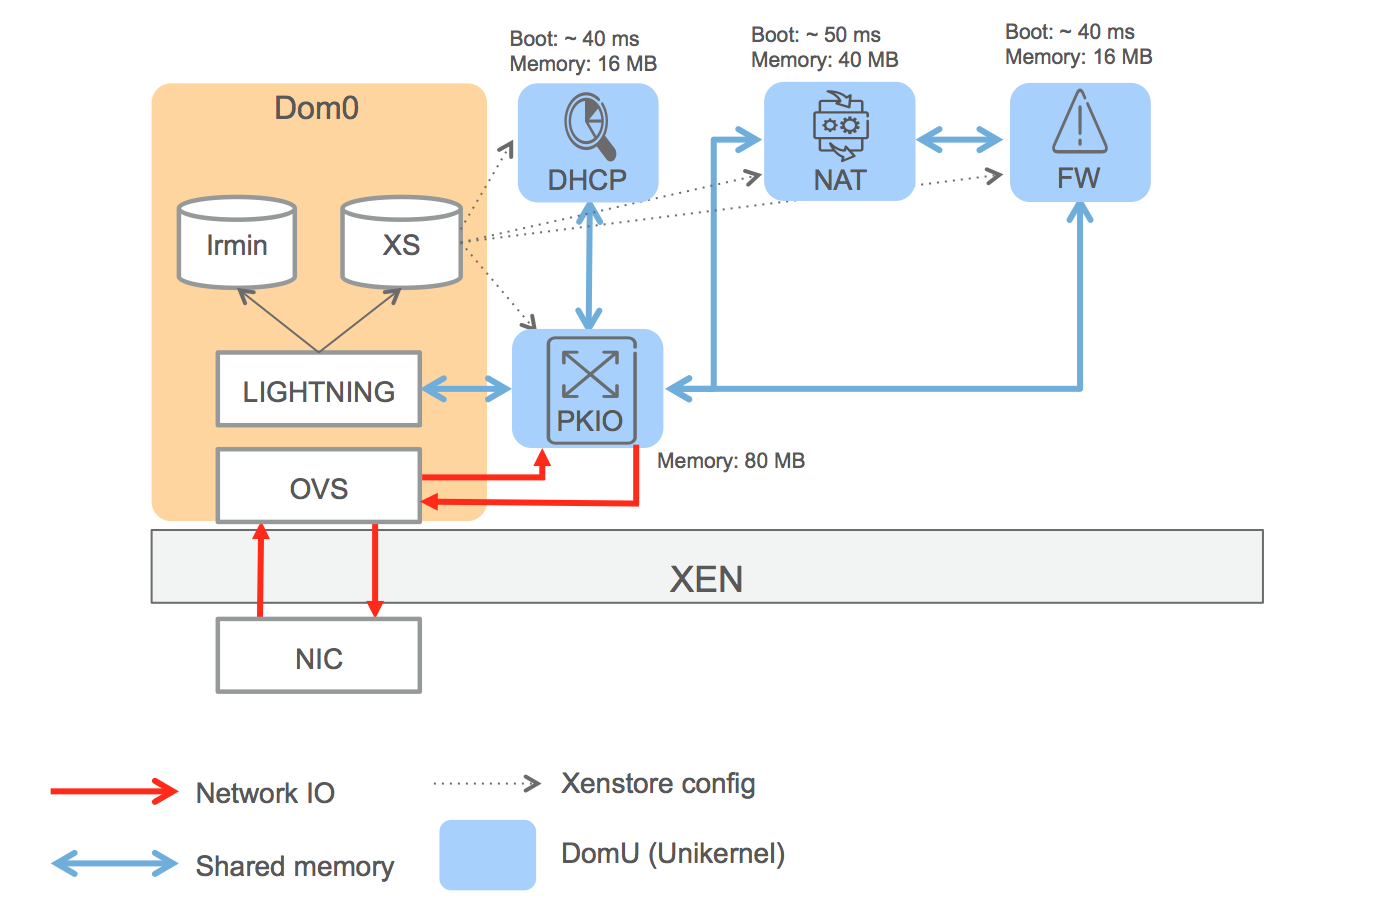 Boot: ~ 40 ms
Memory: 16 MB
Boot: ~ 50 ms
Memory: 40 MB
Boot: ~ 40 ms
Memory: 16 MB
Dom0
DHCP
NAT
FW
Irmin
XS
LIGHTNING
PKIO
Memory: 80 MB
OVS
XEN
NIC
Network IO
Xenstore config
Shared memory
DomU (Unikernel)